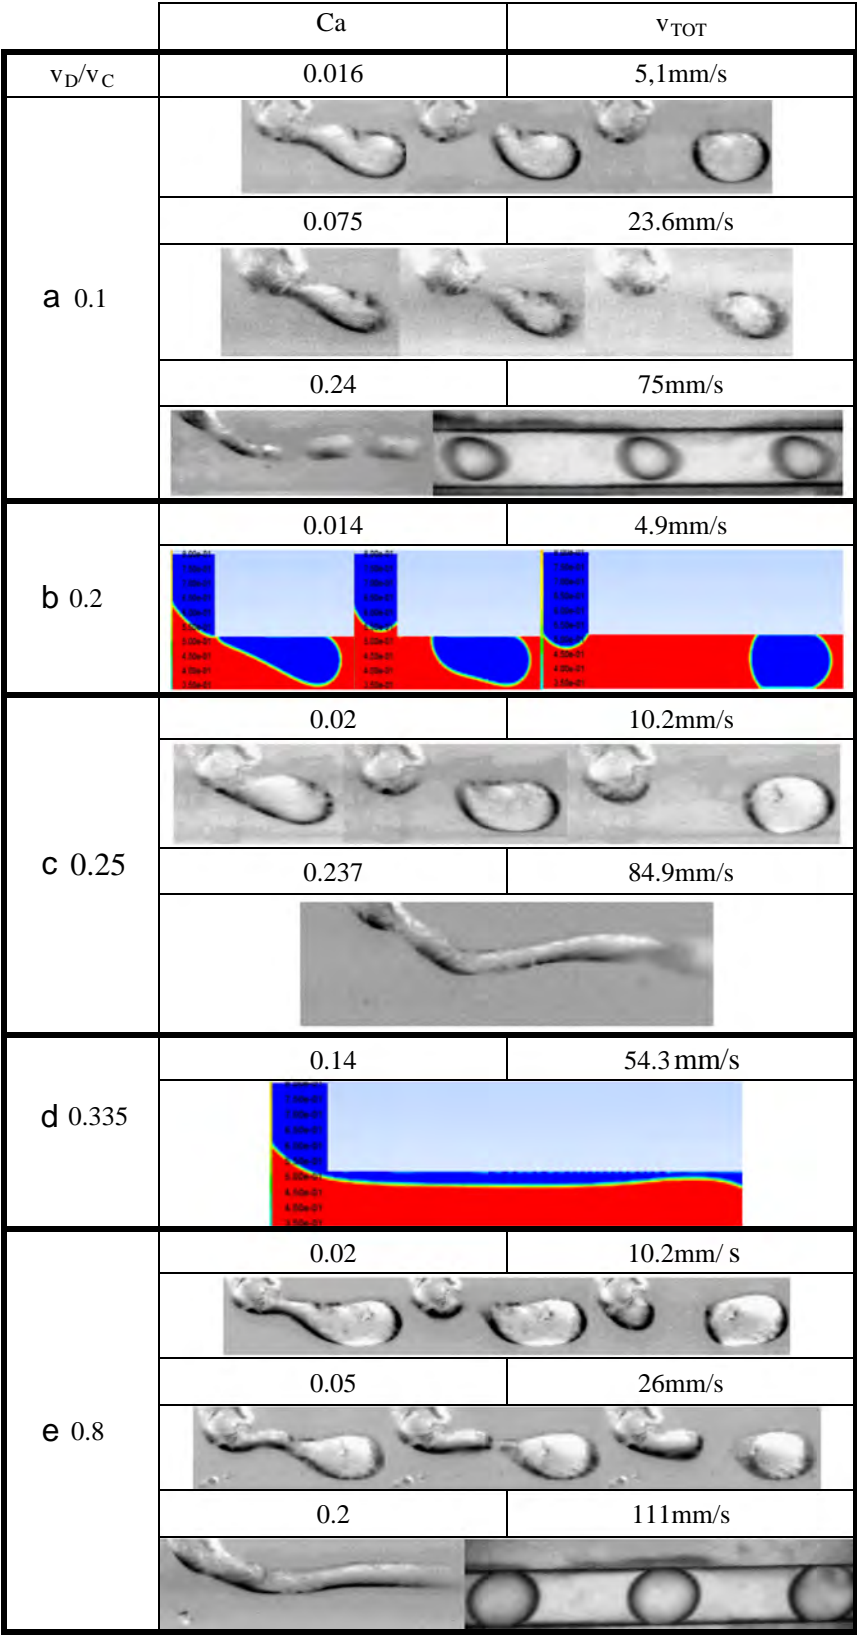 Ca vTOT
vD/vC 0.016 5,1mm/s
0.075 23.6mm/s
a 0.1
0.24 75mm/s
0.014 4.9mm/s
b 0.2
0.02 10.2mm/s
c 0.25
0.237 84.9mm/s
0.14 54.3 mm/s
d 0.335
0.02 10.2mm/ s
0.05 26mm/s
e 0.8
0.2 111mm/s